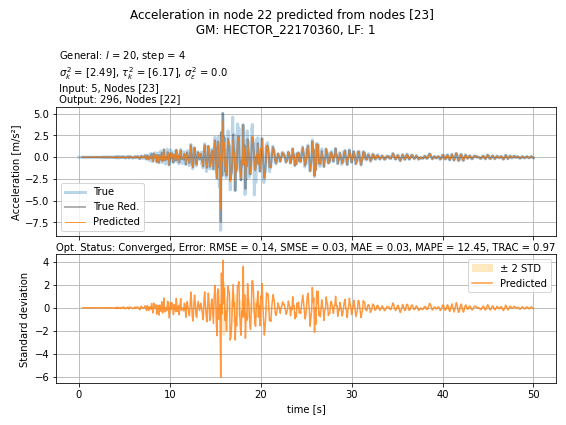 Acceleration in node 22 predicted from nodes [23]
GM: HECTOR_22170360, LF: 1
General: l = 20, step = 4
σ²ₖ = [2.49], τ²ₖ = [6.17], σ²ε = 0.0
Input: 5, Nodes [23]
Output: 296, Nodes [22]
Acceleration [m/s²]
5.0
2.5
0.0
−2.5
−5.0
−7.5
True
True Red.
Predicted
Opt. Status: Converged, Error: RMSE = 0.14, SMSE = 0.03, MAE = 0.03, MAPE = 12.45, TRAC = 0.97
Standard deviation
4
2
0
−2
−4
−6
± 2 STD
Predicted
0 10 20 30 40 50
time [s]